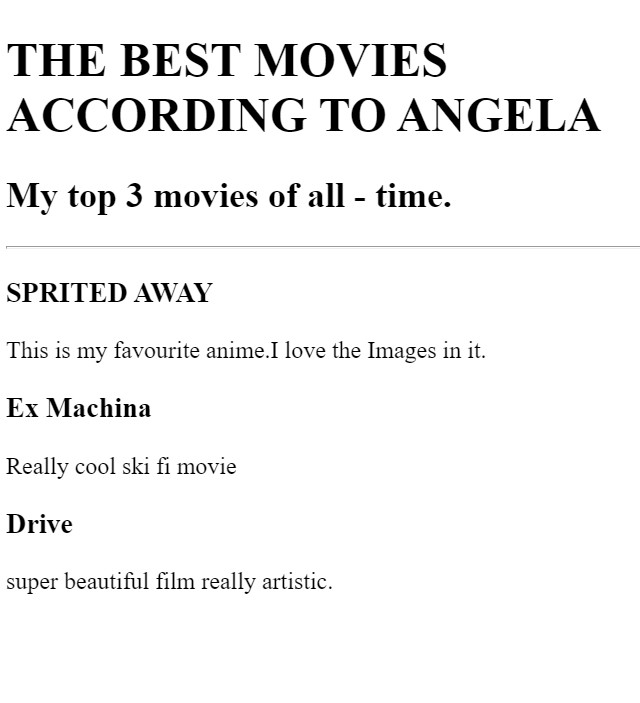 THE BEST MOVIES
ACCORDING TO ANGELA
My top 3 movies of all - time.
SPRITED AWAY
This is my favourite anime.I love the Images in it.
Ex Machina
Really cool ski fi movie
Drive
super beautiful film really artistic.